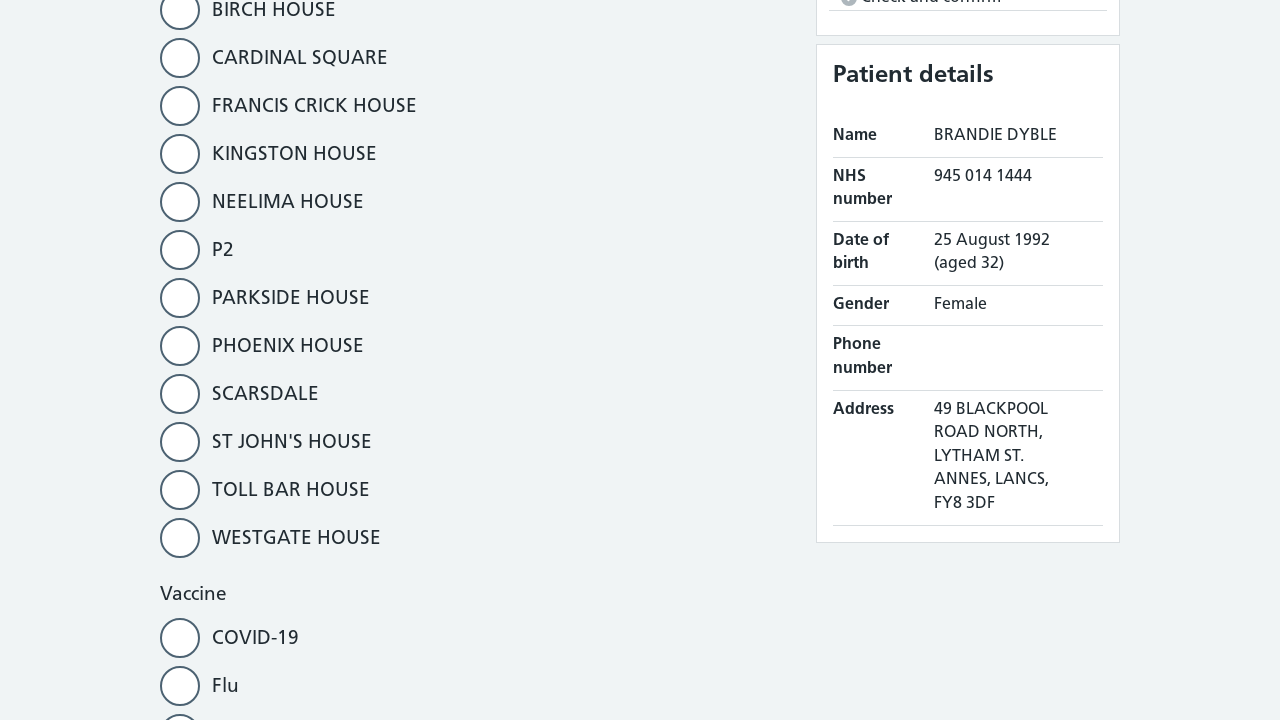 BIRCH HOUSE
CARDINAL SQUARE
FRANCIS CRICK HOUSE
KINGSTON HOUSE
NEELIMA HOUSE
P2
PARKSIDE HOUSE
PHOENIX HOUSE
SCARSDALE
ST JOHN'S HOUSE
TOLL BAR HOUSE
WESTGATE HOUSE
Vaccine
COVID-19
Flu
Check and confirm
Patient details
Name BRANDIE DYBLE
NHS number 945 014 1444
Date of birth 25 August 1992
(aged 32)
Gender Female
Phone number
Address 49 BLACKPOOL
ROAD NORTH,
LYTHAM ST.
ANNES, LANCS,
FY8 3DF